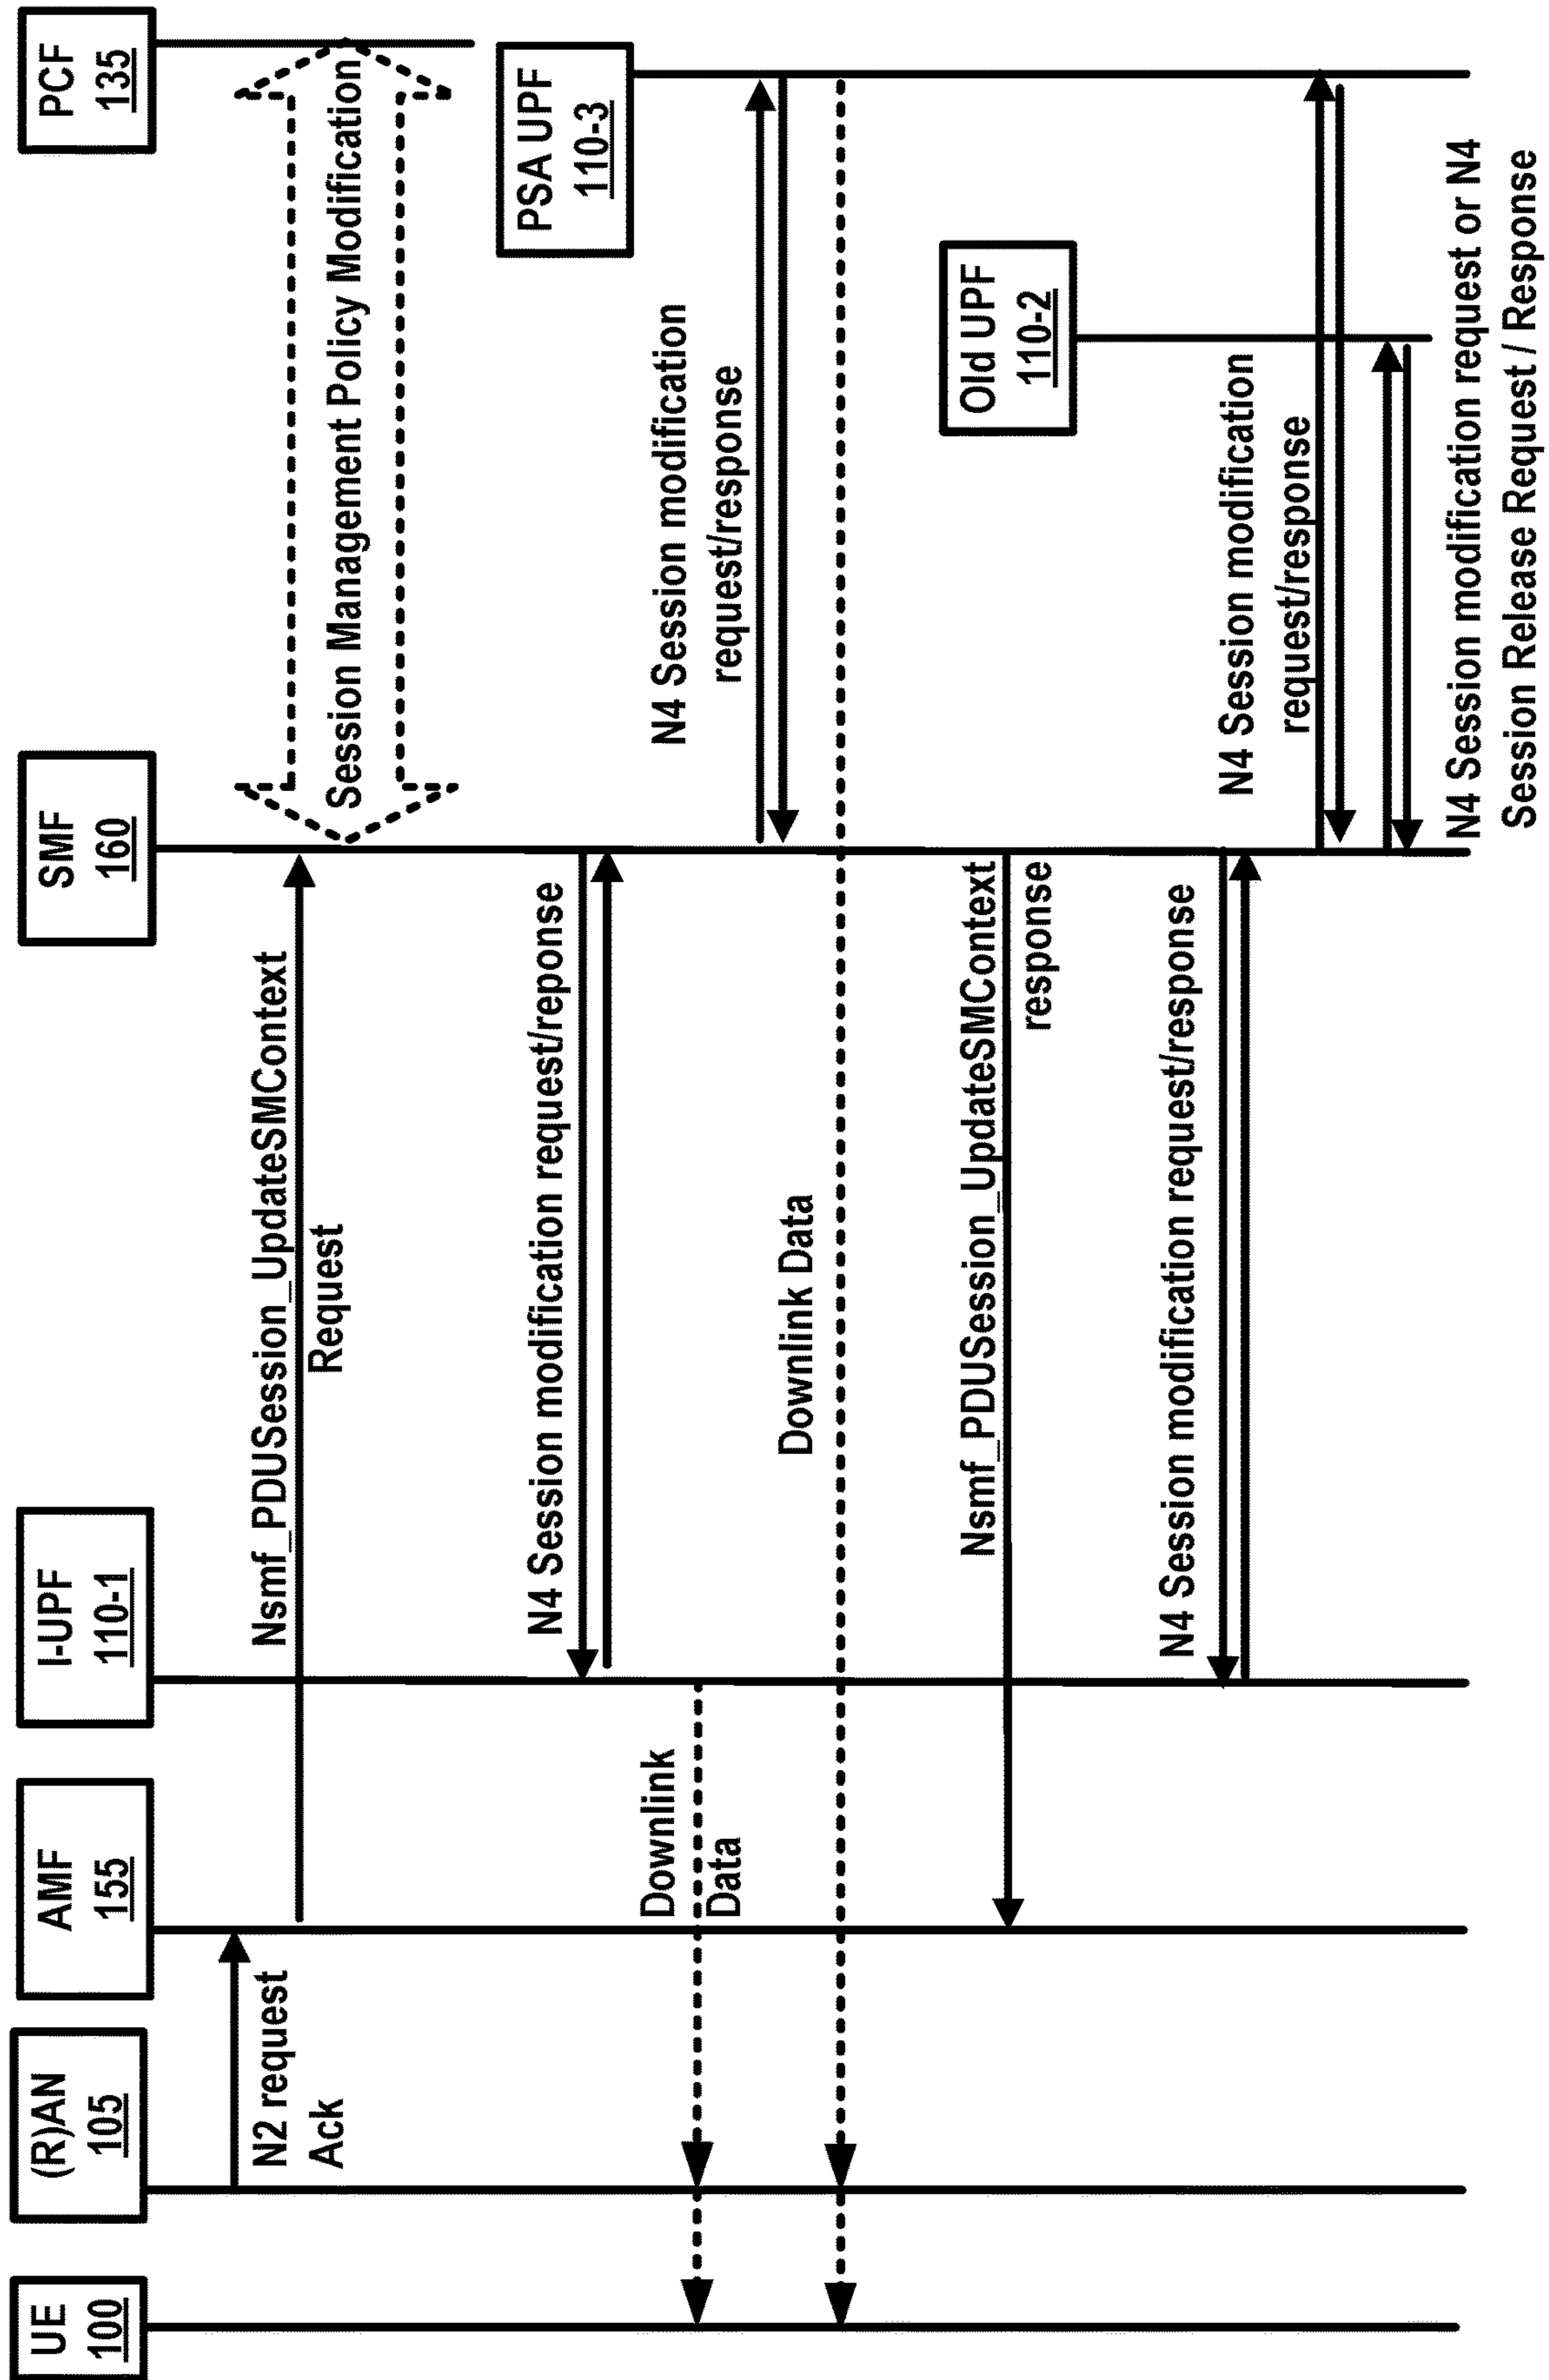 UE
100
(R)AN
105
AMF
155
I-UPF
110-1
SMF
160
PCF
135
N2 request
Ack
Nsmf_PDUSession_UpdateSMContext
Request
Session Management Policy Modification
PSA UPF
110-3
N4 Session modification request/reponse
Downlink
Data
N4 Session modification
request/response
Downlink Data
Old UPF
110-2
Nsmf_PDUSession_UpdateSMContext
response
N4 Session modification request/response
N4 Session modification
request/response
N4 Session modification request or N4
Session Release Request / Response